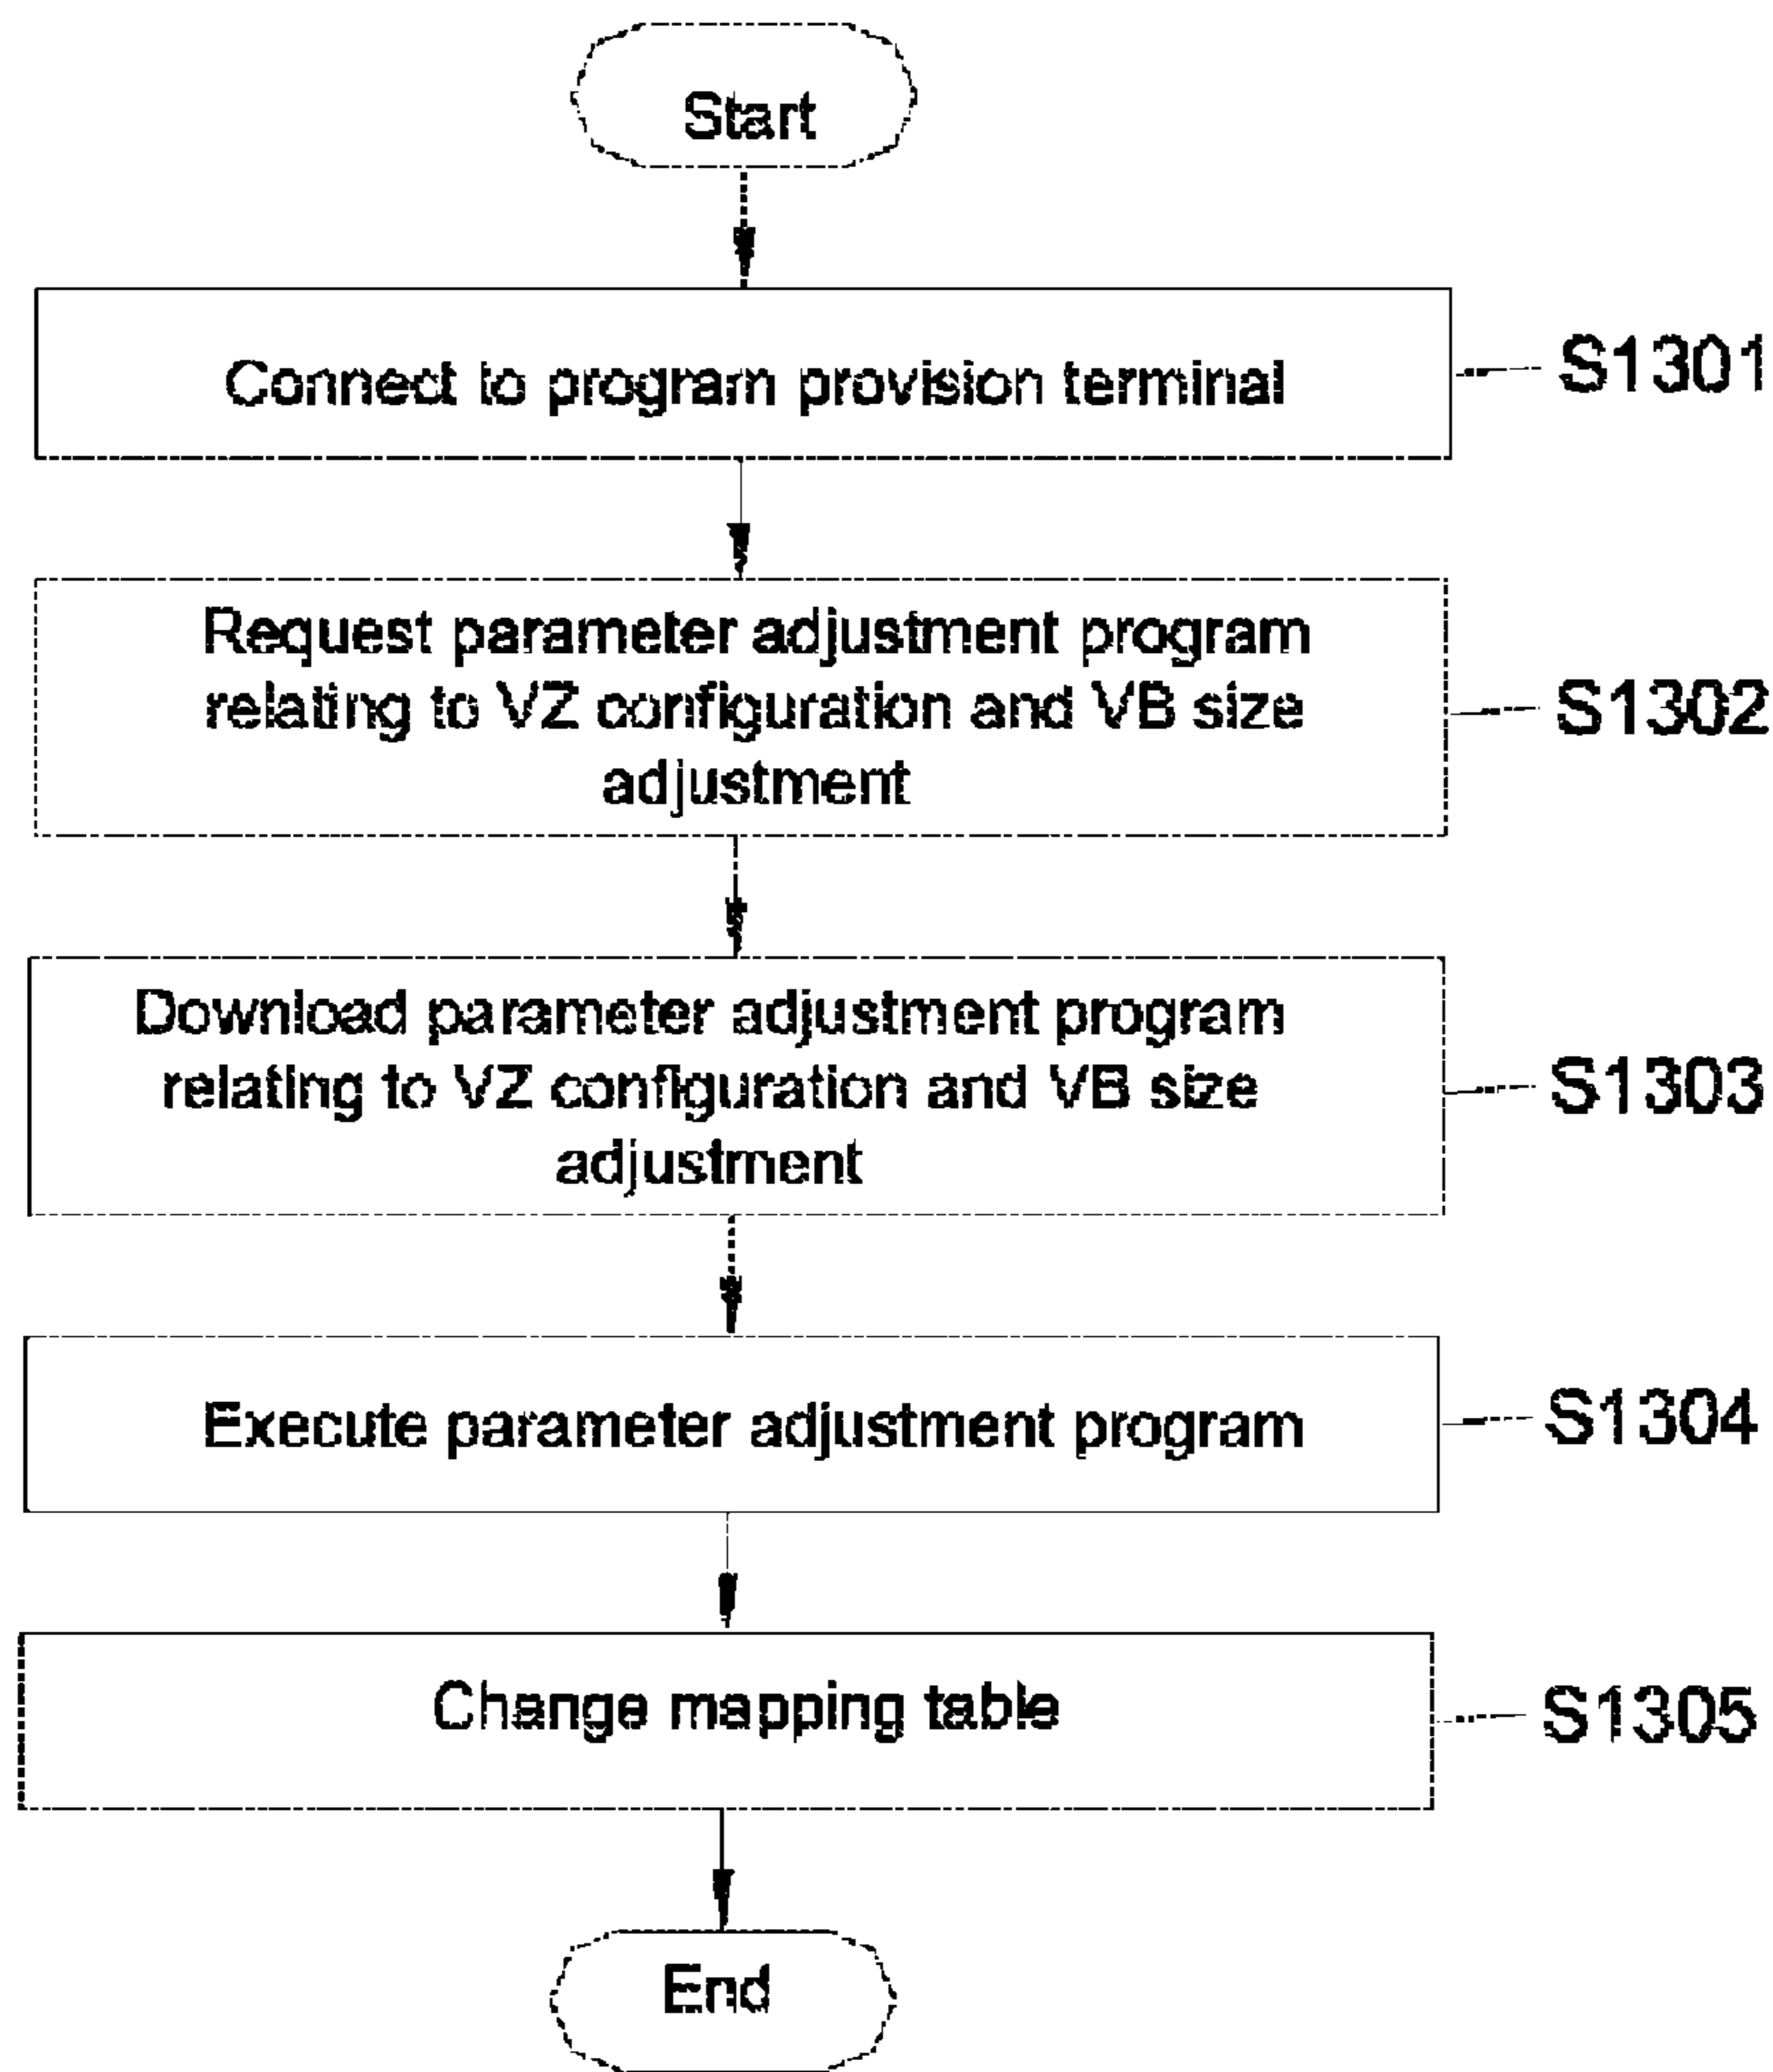 Start
Connect to program provision terminal
S1301
Request parameter adjustment program
relating to VZ configuration and VB size
adjustment
S1302
Download parameter adjustment program
relating to VZ configuration and VB size
adjustment
S1303
Execute parameter adjustment program
S1304
Change mapping table
S1305
End